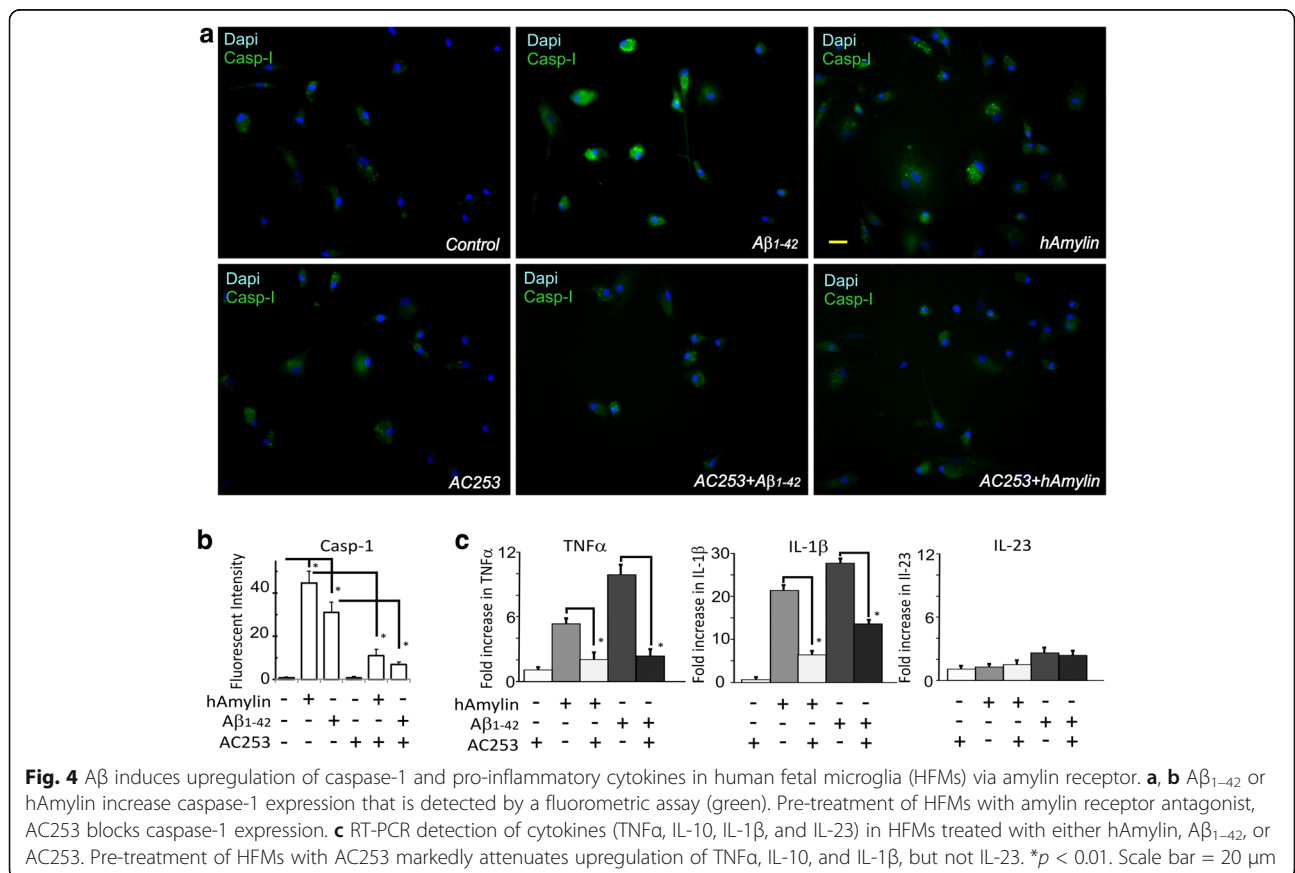 a
Dapi
Casp-I
Control
Dapi
Casp-I
Aβ1-42
Dapi
Casp-I
hAmylin
Dapi
Casp-I
AC253
Dapi
Casp-I
AC253+Aβ1-42
Dapi
Casp-I
AC253+hAmylin
b
Casp-1
Fluorescent Intensity
40
20
0
* * * *
hAmylin - + - - + -
Aβ1-42 - - + - - +
AC253 - - - + + +
c
TNFα
Fold increase in TNFα
12
6
0
* *
IL-1β
Fold increase in IL-1β
30
20
10
0
* *
IL-23
Fold increase in Il-23
12
6
0
hAmylin - + + - - - + + - - - + + - -
Aβ1-42 - - - + + - - - + + - - - + +
AC253 + - + - + + - + - + + - + - +
Fig. 4 Aβ induces upregulation of caspase-1 and pro-inflammatory cytokines in human fetal microglia (HFMs) via amylin receptor. a, b Aβ1–42 or
hAmylin increase caspase-1 expression that is detected by a fluorometric assay (green). Pre-treatment of HFMs with amylin receptor antagonist,
AC253 blocks caspase-1 expression. c RT-PCR detection of cytokines (TNFα, IL-10, IL-1β, and IL-23) in HFMs treated with either hAmylin, Aβ1–42, or
AC253. Pre-treatment of HFMs with AC253 markedly attenuates upregulation of TNFα, IL-10, and IL-1β, but not IL-23. *p < 0.01. Scale bar = 20 μm